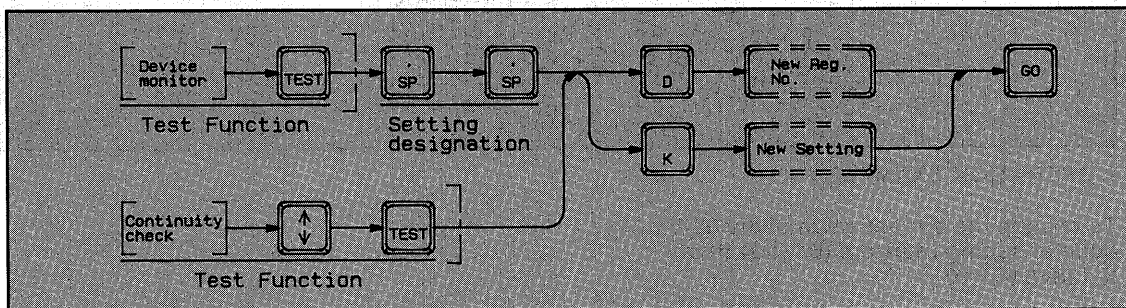 Device
monitor
TEST
SP
SP
D
New Reg.
No.
GO
Test Function
Setting
designation
K
New Setting
Continuity
check
TEST
Test Function